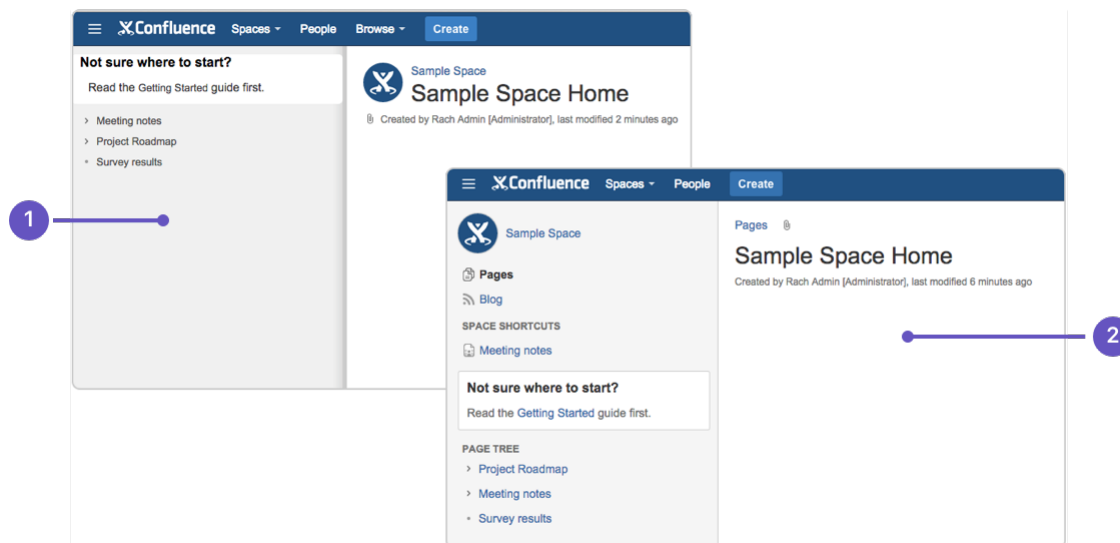 Confluence Spaces People Browse Create
Not sure where to start?
Read the Getting Started guide first.
Meeting notes
Project Roadmap
Survey results
Sample Space
Sample Space Home
Created by Rach Admin [Administrator], last modified 2 minutes ago
1
Confluence Spaces People Create
Sample Space
Pages
Blog
SPACE SHORTCUTS
Meeting notes
Not sure where to start?
Read the Getting Started guide first.
PAGE TREE
Project Roadmap
Meeting notes
Survey results
Pages
Sample Space Home
Created by Rach Admin [Administrator], last modified 6 minutes ago
2